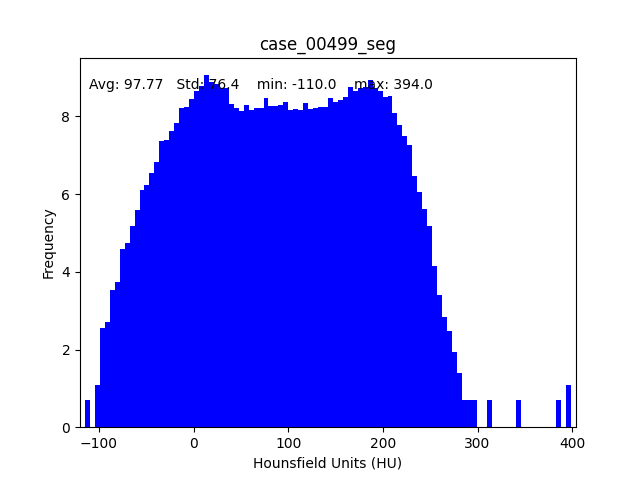 case_00499_seg
Avg: 97.77 Std: 76.4 min: -110.0 max: 394.0
8
6
4
2
0
Frequency
−100 0 100 200 300 400
Hounsfield Units (HU)